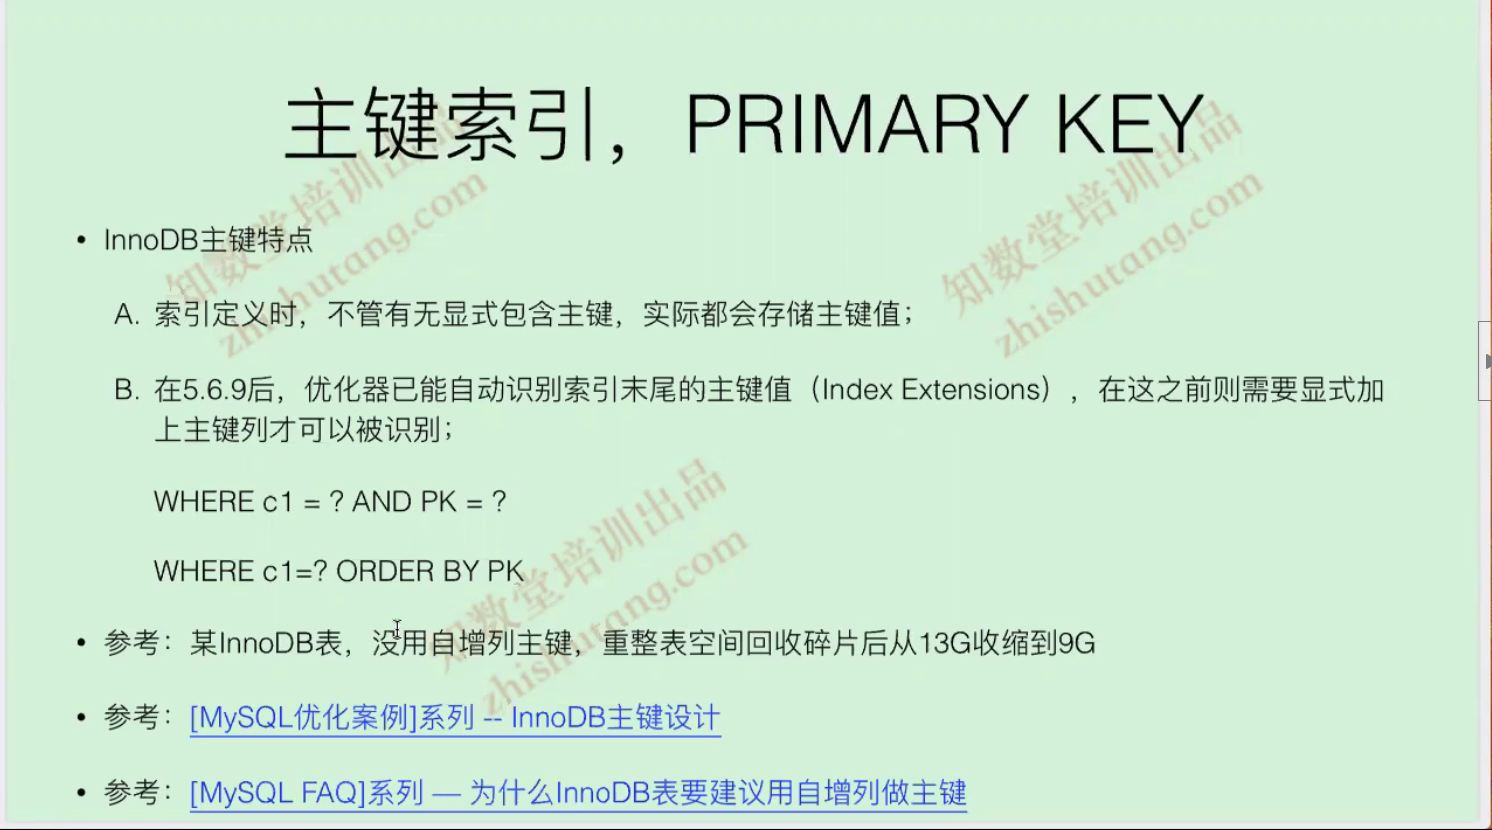 主键索引，PRIMARY KEY
• InnoDB主键特点
A. 索引定义时，不管有无显式包含主键，实际都会存储主键值；
B. 在5.6.9后，优化器已能自动识别索引末尾的主键值（Index Extensions），在这之前则需要显式加
上主键列才可以被识别；
WHERE c1 = ? AND PK = ?
WHERE c1=? ORDER BY PK
• 参考：某InnoDB表，没用自增列主键，重整表空间回收碎片后从13G收缩到9G
• 参考：[MySQL优化案例]系列 -- InnoDB主键设计
• 参考：[MySQL FAQ]系列 — 为什么InnoDB表要建议用自增列做主键
知数堂培训出品
zhishutang.com
知数堂培训出品
zhishutang.com
知数堂培训出品
zhishutang.com